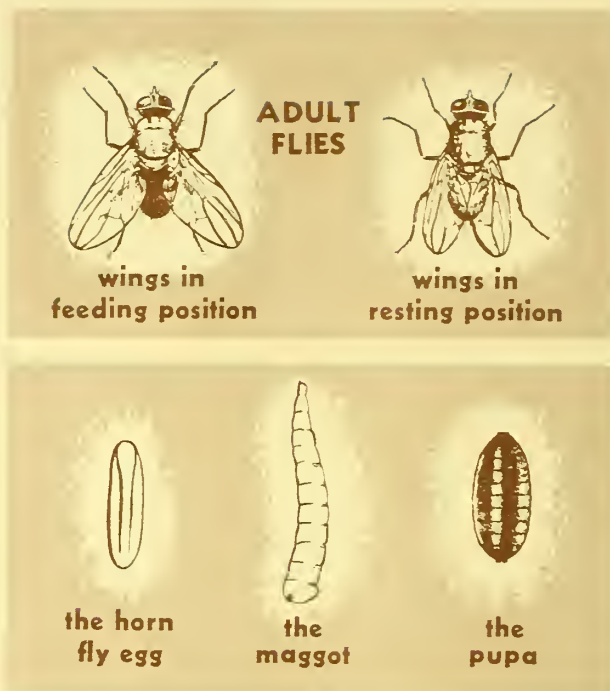 ADULT
FLIES
wings in
feeding position
wings in
resting position
the horn
fly egg
the
maggot
the
pupa